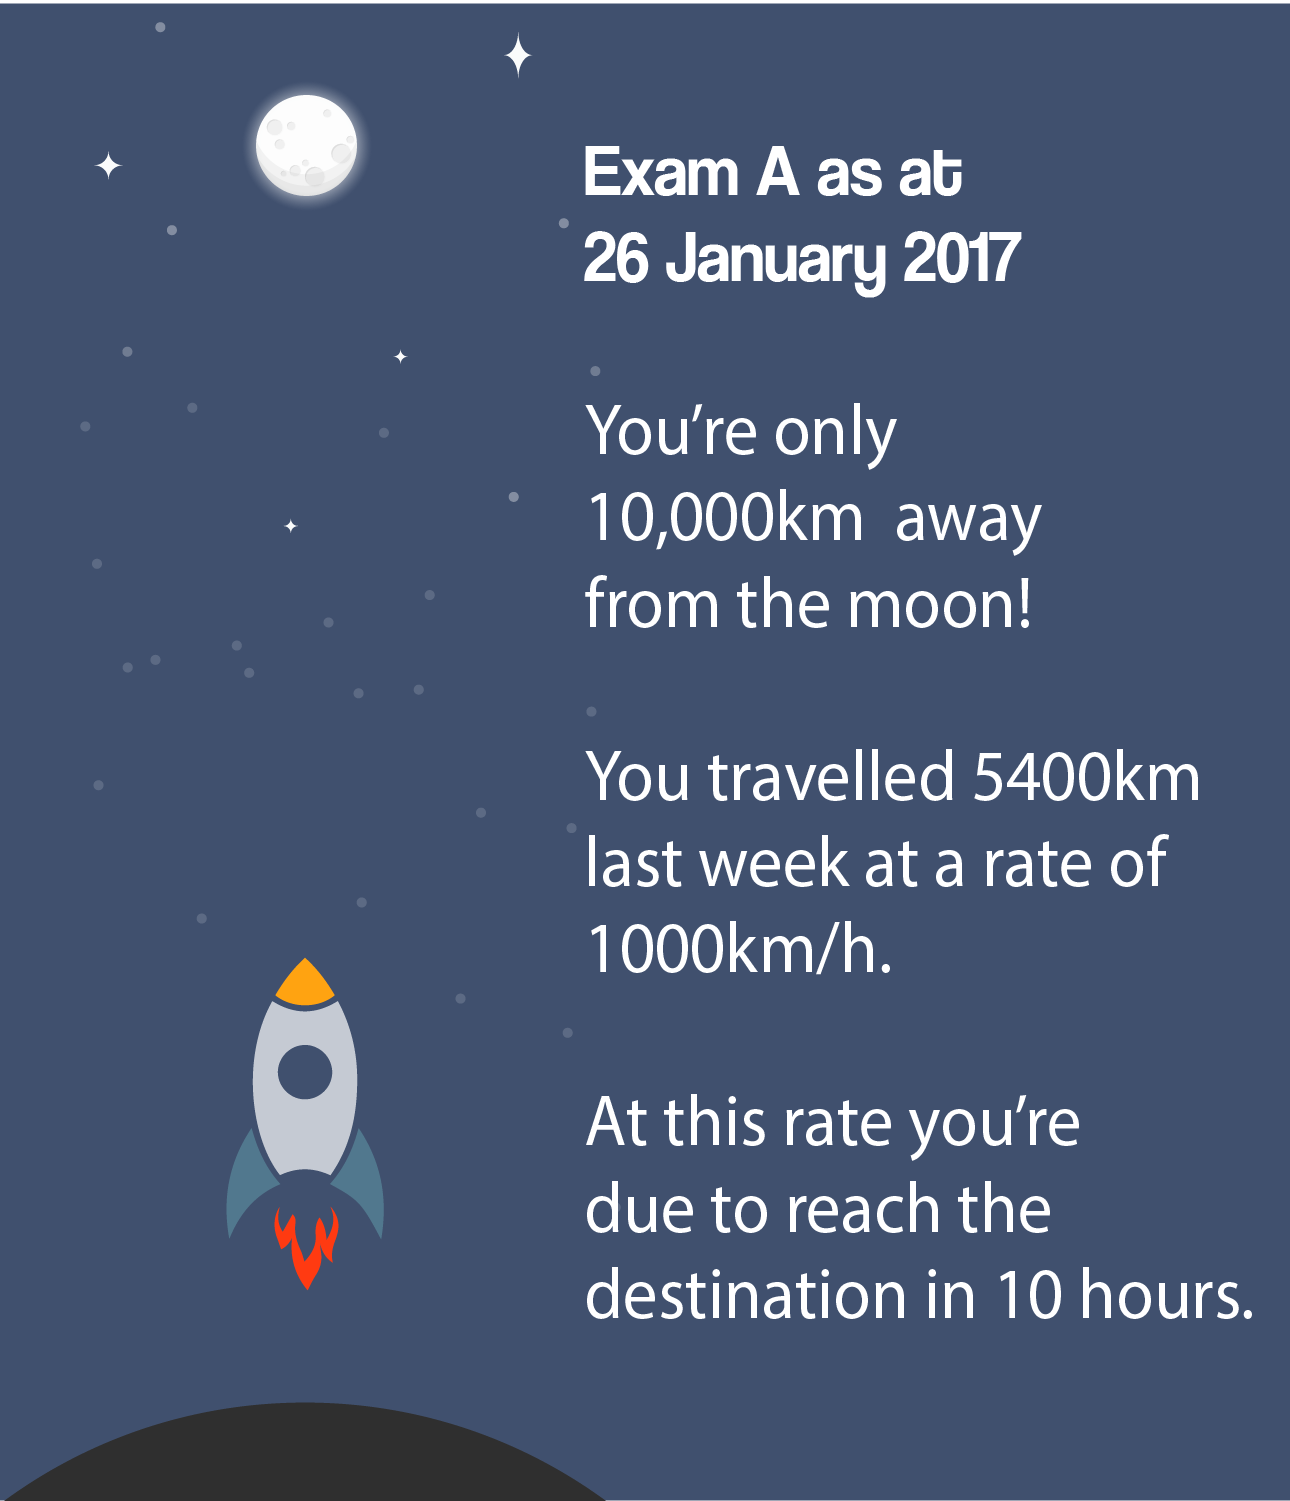 Exam A as at
26 January 2017
You’re only
10,000km  away
from the moon!
You travelled 5400km
last week at a rate of
1000km/h.
At this rate you’re
due to reach the
destination in 10 hours.